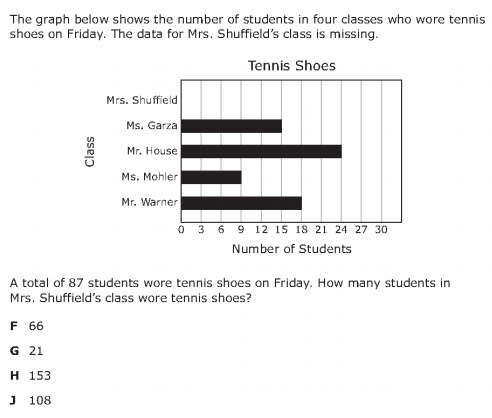 The graph below shows the number of students in four classes who wore tennis
shoes on Friday. The data for Mrs. Shuffield's class is missing.
Tennis Shoes
Class
Mrs. Shuffield
Ms. Garza
Mr. House
Ms. Mohler
Mr. Warner
0 3 6 9 12 15 18 21 24 27 30
Number of Students
A total of 87 students wore tennis shoes on Friday. How many students in
Mrs. Shuffield's class wore tennis shoes?
F 66
G 21
H 153
J 108